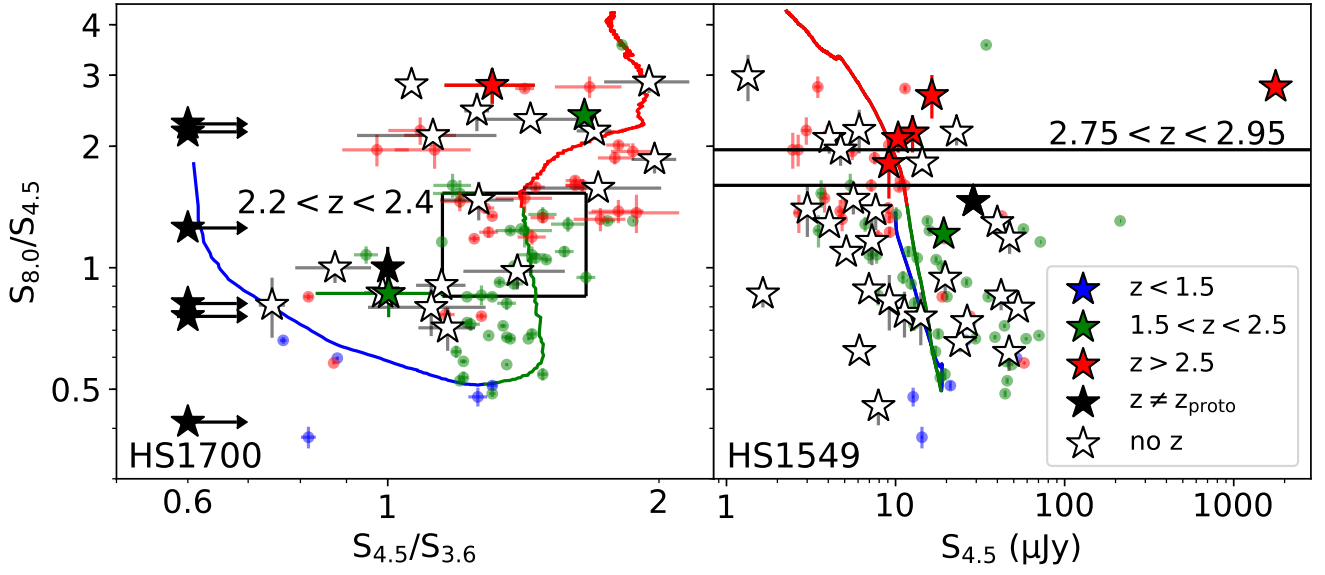 4
3
2
1
0.5
S8.0/S4.5
2.2 < z < 2.4
HS1700
0.6
1
2
S4.5/S3.6
2.75 < z < 2.95
HS1549
z < 1.5
1.5 < z < 2.5
z > 2.5
z ≠ zproto
no z
1
10
100
1000
S4.5 (μJy)